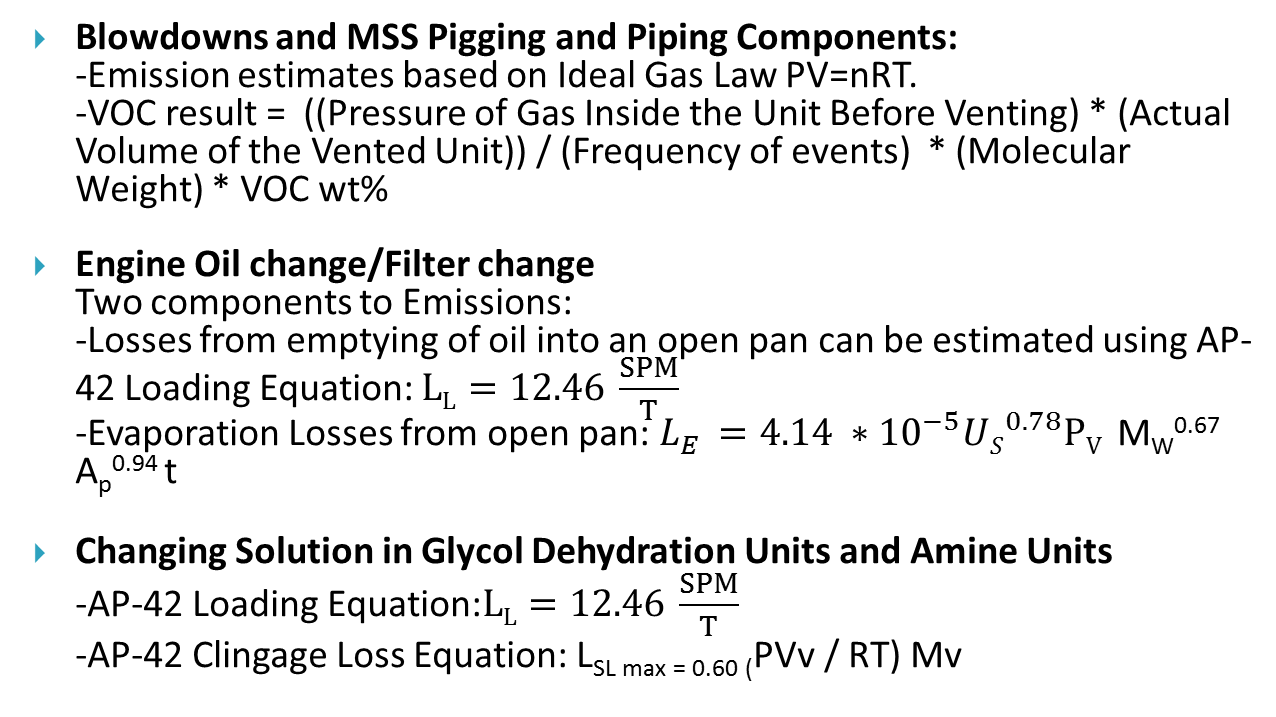 Blowdowns and MSS Pigging and Piping Components:
-Emission estimates based on Ideal Gas Law PV=nRT.
-VOC result = ((Pressure of Gas Inside the Unit Before Venting) * (Actual
Volume of the Vented Unit)) / (Frequency of events) * (Molecular
Weight) * VOC wt%
Engine Oil change/Filter change
Two components to Emissions:
-Losses from emptying of oil into an open pan can be estimated using AP-
42 Loading Equation: L_L = 12.46 SPM/T
-Evaporation Losses from open pan: L_E = 4.14 * 10^-5 U_S^0.78 P_V M_W^0.67
A_p^0.94 t
Changing Solution in Glycol Dehydration Units and Amine Units
-AP-42 Loading Equation:L_L = 12.46 SPM/T
-AP-42 Clingage Loss Equation: L_SL max = 0.60 (PVv / RT) Mv